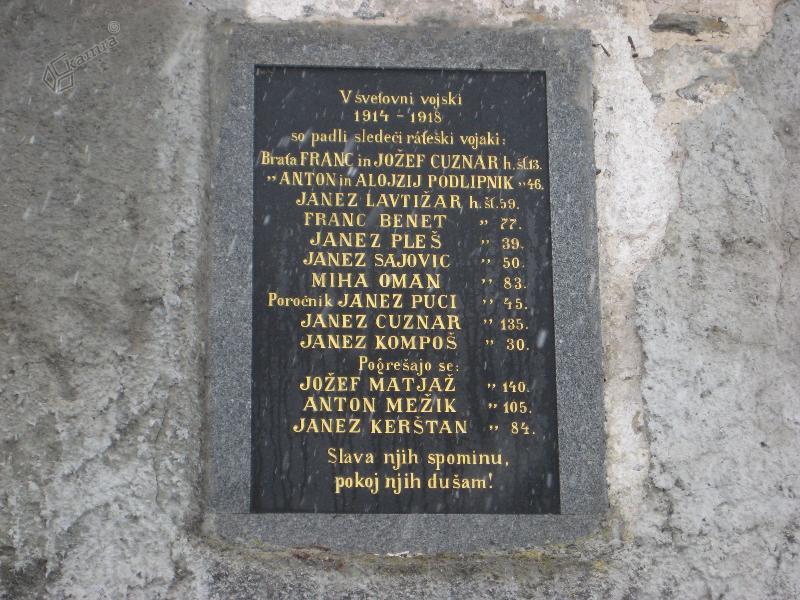 kamra®
V svetovni vojski
1914 - 1918
so padli sledeči ráteški vojaki:
Brata FRANC in JOŽEF CUZNAR h. št. 13.
„ ANTON in ALOJZIJ PODLIPNIK „ 46.
JANEZ LAVTIŽAR h. št. 59.
FRANC BENET „ 77.
JANEZ PLEŠ „ 39.
JANEZ SAJOVIC „ 50.
MIHA OMAN „ 83.
Poročnik JANEZ PUCI „ 45.
JANEZ CUZNAR „ 135.
JANEZ KOMPOŠ „ 30.
Pogrešajo se:
JOŽEF MATJAŽ „ 140.
ANTON MEŽIK „ 105.
JANEZ KERŠTAN „ 84.
Slava njih spominu,
pokoj njih dušam!